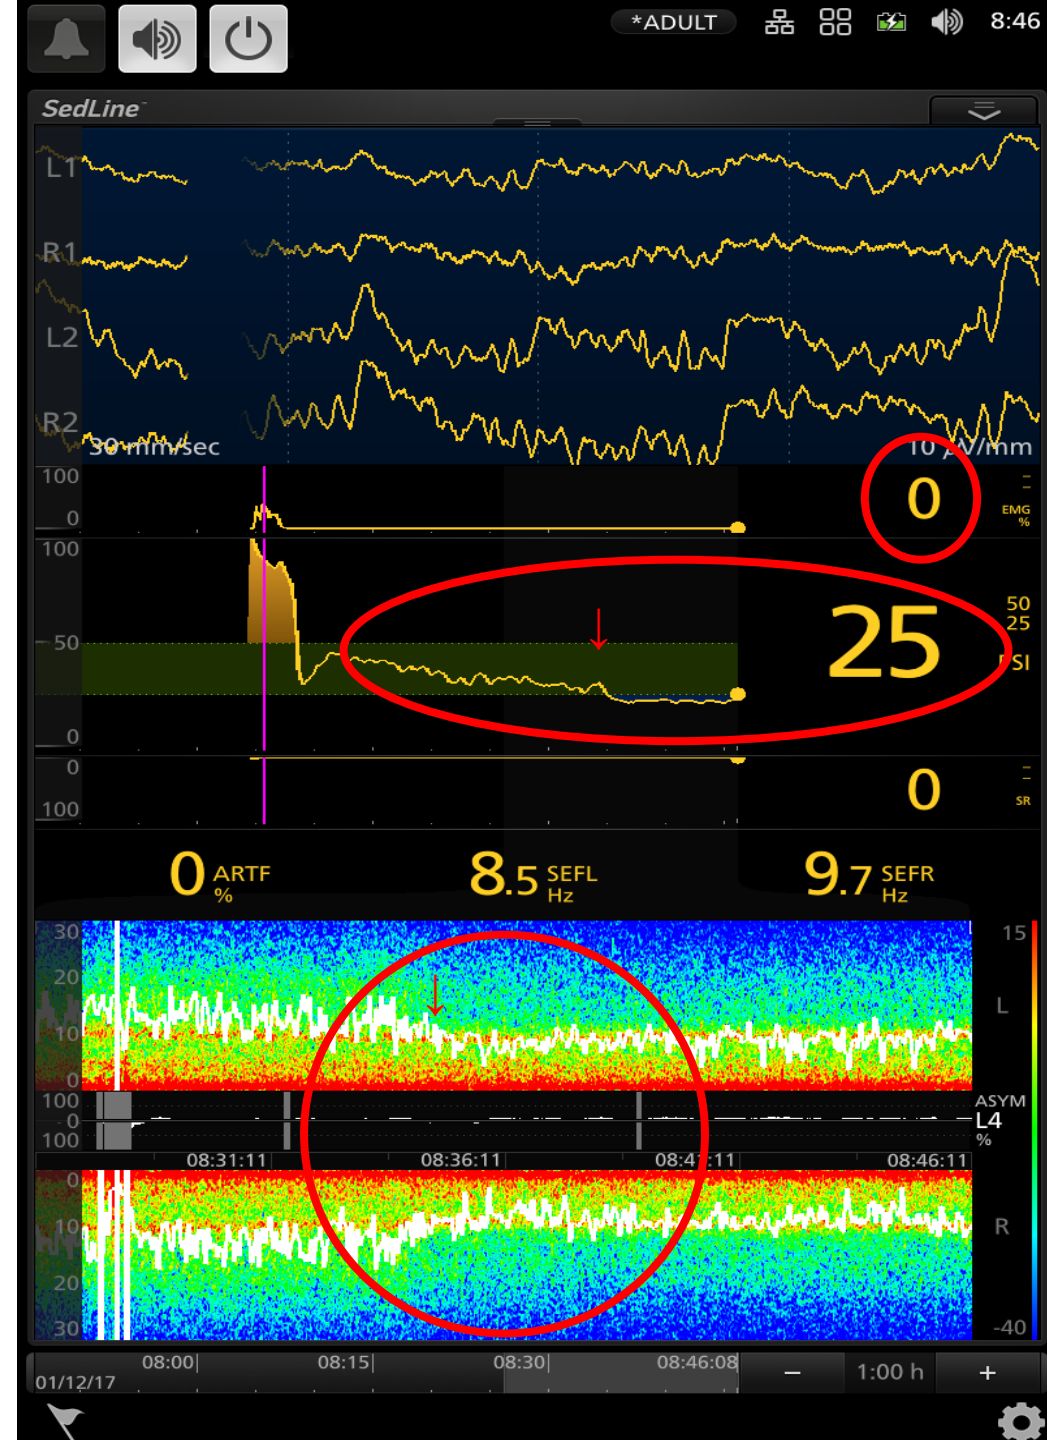 *ADULT 8:46
SedLine
L1
R1
L2
R2
30 mm/sec 10 µV/mm
100
0
0 EMG %
100
50
0
25 50 25 PSI
0
100
0 SR
0 ARTF % 8.5 SEFL Hz 9.7 SEFR Hz
30
20
10
0
15
L
100
0
100
ASYM
L4
%
08:31:11 08:36:11 08:41:11 08:46:11
0
10
20
30
R
-40
08:00 08:15 08:30 08:46:08 − 1:00 h +
01/12/17